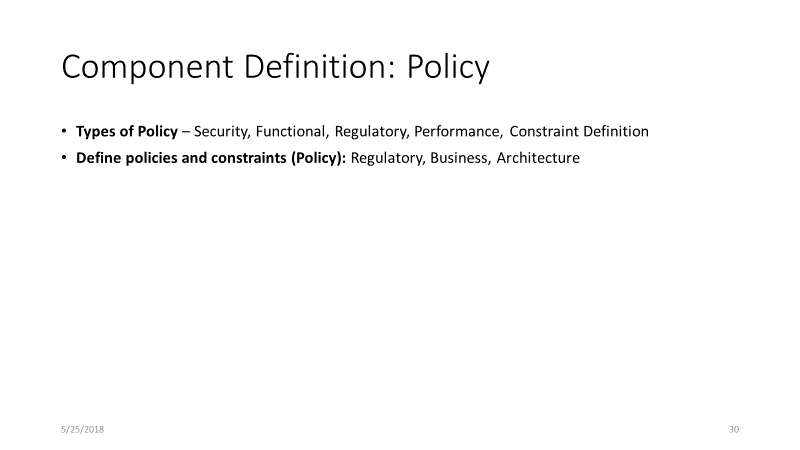 Component Definition: Policy
• Types of Policy – Security, Functional, Regulatory, Performance, Constraint Definition
• Define policies and constraints (Policy): Regulatory, Business, Architecture
5/25/2018
30